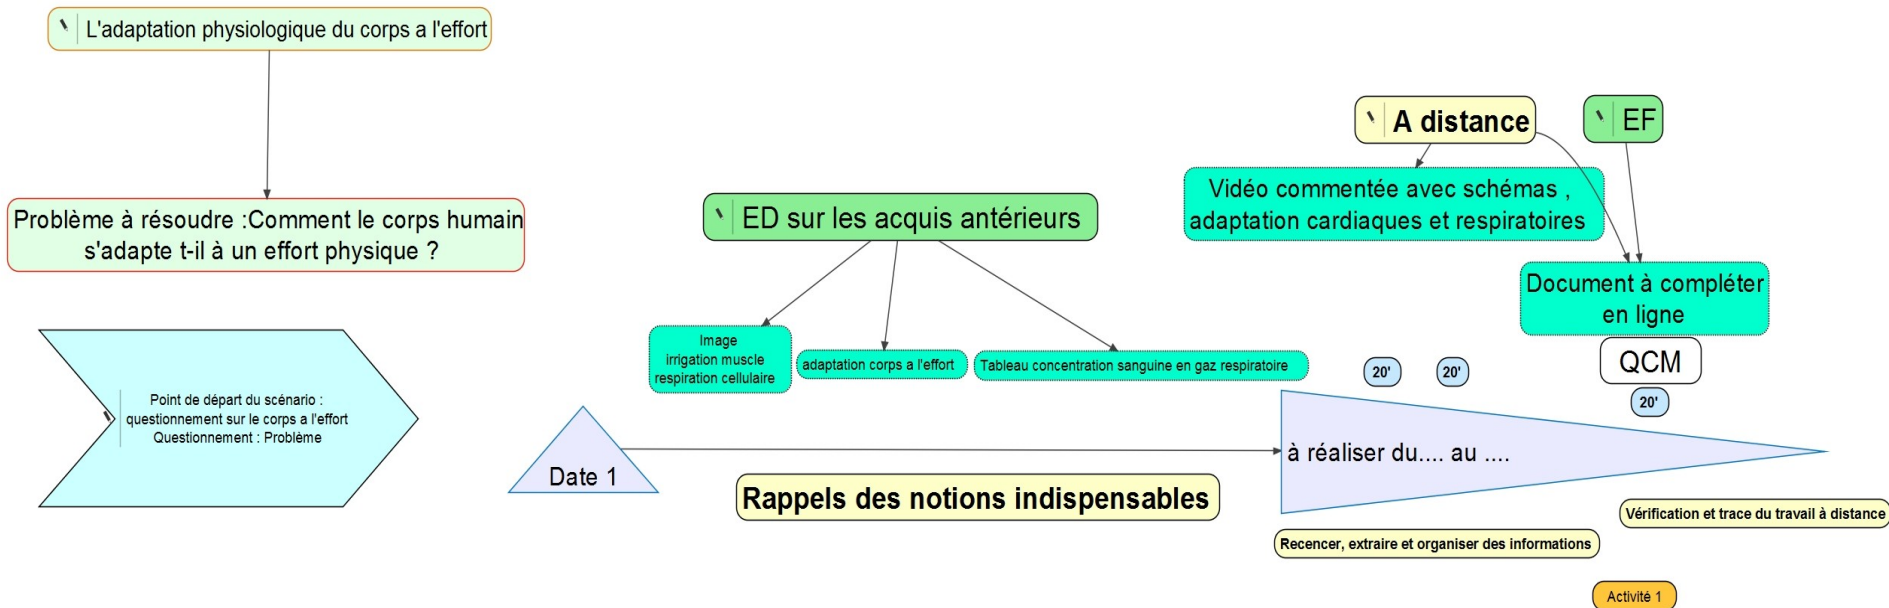 L'adaptation physiologique du corps a l'effort
Problème à résoudre :Comment le corps humain
s'adapte t-il à un effort physique ?
Point de départ du scénario :
questionnement sur le corps a l'effort
Questionnement : Problème
ED sur les acquis antérieurs
Image
irrigation muscle
respiration cellulaire
adaptation corps a l'effort
Tableau concentration sanguine en gaz respiratoire
Date 1
Rappels des notions indispensables
A distance
EF
Vidéo commentée avec schémas ,
adaptation cardiaques et respiratoires
Document à compléter
en ligne
QCM
20'
20'
20'
à réaliser du.... au ....
Vérification et trace du travail à distance
Recencer, extraire et organiser des informations
Activité 1